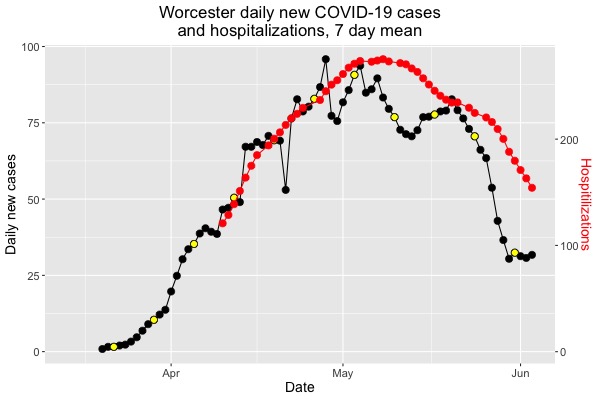 Worcester daily new COVID-19 cases
and hospitalizations, 7 day mean
100
75
50
25
0
Daily new cases
200
100
0
Hospitilizations
Apr
May
Jun
Date